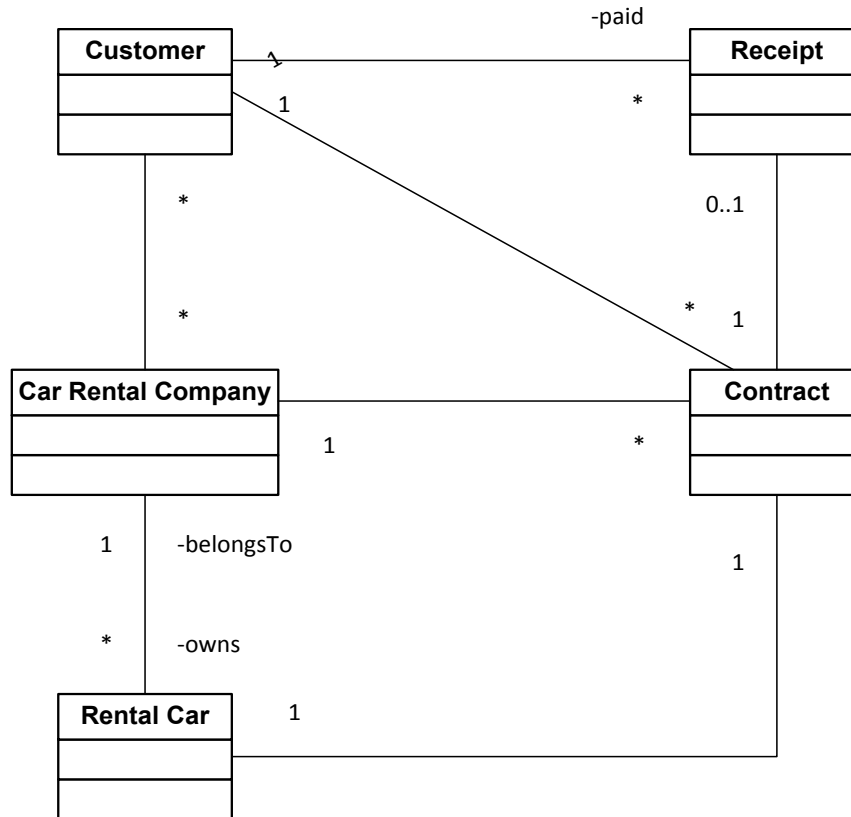 -paid
Customer
Receipt
1
1
*
*
0..1
*
*
1
Car Rental Company
Contract
1
*
1
-belongsTo
1
*
-owns
Rental Car
1